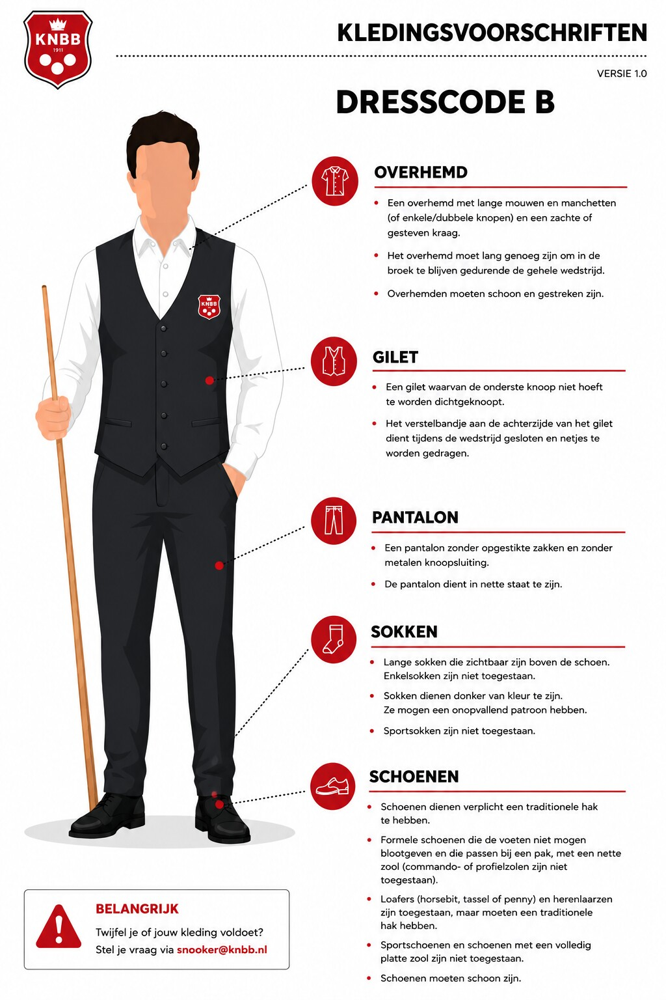 KNBB
1911
KLEDINGSVOORSCHRIFTEN
VERSIE 1.0
DRESSCODE B
KNBB
OVERHEMD
• Een overhemd met lange mouwen en manchetten
(of enkele/dubbele knopen) en een zachte of
gesteven kraag.
• Het overhemd moet lang genoeg zijn om in de
broek te blijven gedurende de gehele wedstrijd.
• Overhemden moeten schoon en gestreken zijn.
GILET
• Een gilet waarvan de onderste knoop niet hoeft
te worden dichtgeknoopt.
• Het verstelbandje aan de achterzijde van het gilet
dient tijdens de wedstrijd gesloten en netjes te
worden gedragen.
PANTALON
• Een pantalon zonder opgestikte zakken en zonder
metalen knoopsluiting.
• De pantalon dient in nette staat te zijn.
SOKKEN
• Lange sokken die zichtbaar zijn boven de schoen.
Enkelsokken zijn niet toegestaan.
• Sokken dienen donker van kleur te zijn.
Ze mogen een onopvallend patroon hebben.
• Sportsokken zijn niet toegestaan.
SCHOENEN
• Schoenen dienen verplicht een traditionele hak
te hebben.
• Formele schoenen die de voeten niet mogen
blootgeven en die passen bij een pak, met een nette
zool (commando- of profielzolen zijn niet
toegestaan).
• Loafers (horsebit, tassel of penny) en herenlaarzen
zijn toegestaan, maar moeten een traditionele
hak hebben.
• Sportschoenen en schoenen met een volledig
platte zool zijn niet toegestaan.
• Schoenen moeten schoon zijn.
BELANGRIJK
Twijfel je of jouw kleding voldoet?
Stel je vraag via snooker@knbb.nl